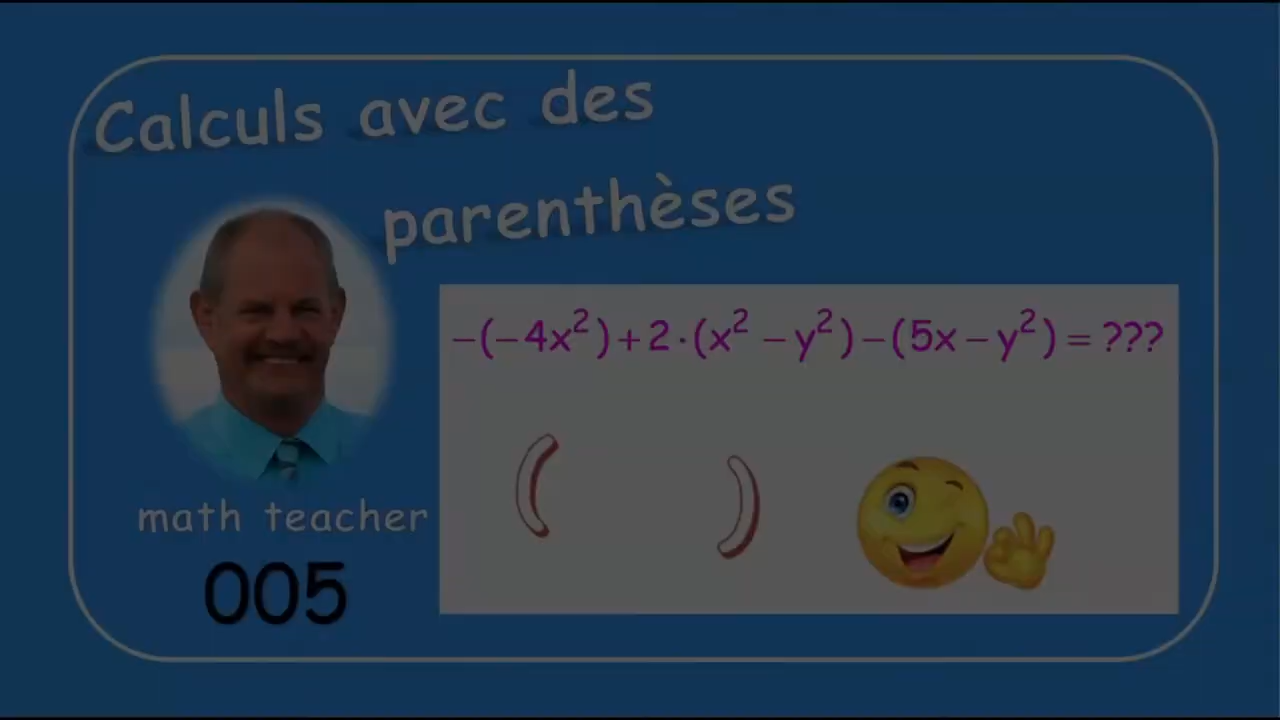 Calculs avec des
parenthèses
-(-4x²)+2·(x²-y²)-(5x-y²)=???
( )
math teacher
005